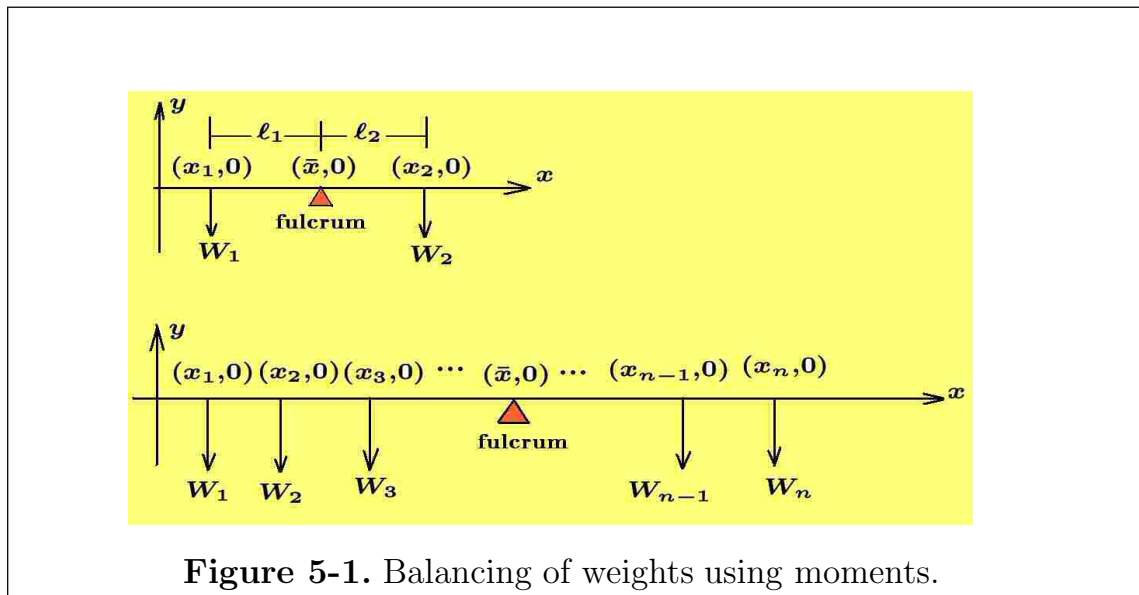 y
ℓ₁ ℓ₂
(x₁,0) (x̄,0) (x₂,0)
x
fulcrum
W₁ W₂
y
(x₁,0) (x₂,0) (x₃,0) ··· (x̄,0) ··· (xₙ₋₁,0) (xₙ,0)
x
fulcrum
W₁ W₂ W₃ Wₙ₋₁ Wₙ
Figure 5-1. Balancing of weights using moments.